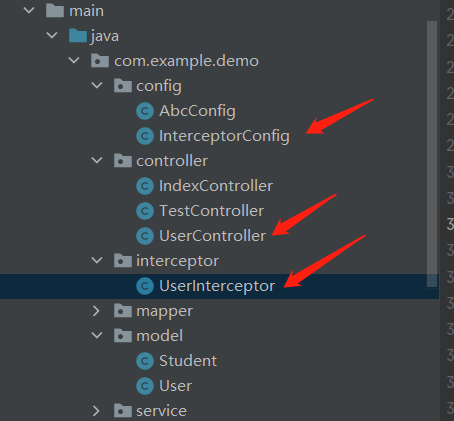 main
java
com.example.demo
config
AbcConfig
InterceptorConfig
controller
IndexController
TestController
UserController
interceptor
UserInterceptor
mapper
model
Student
User
service